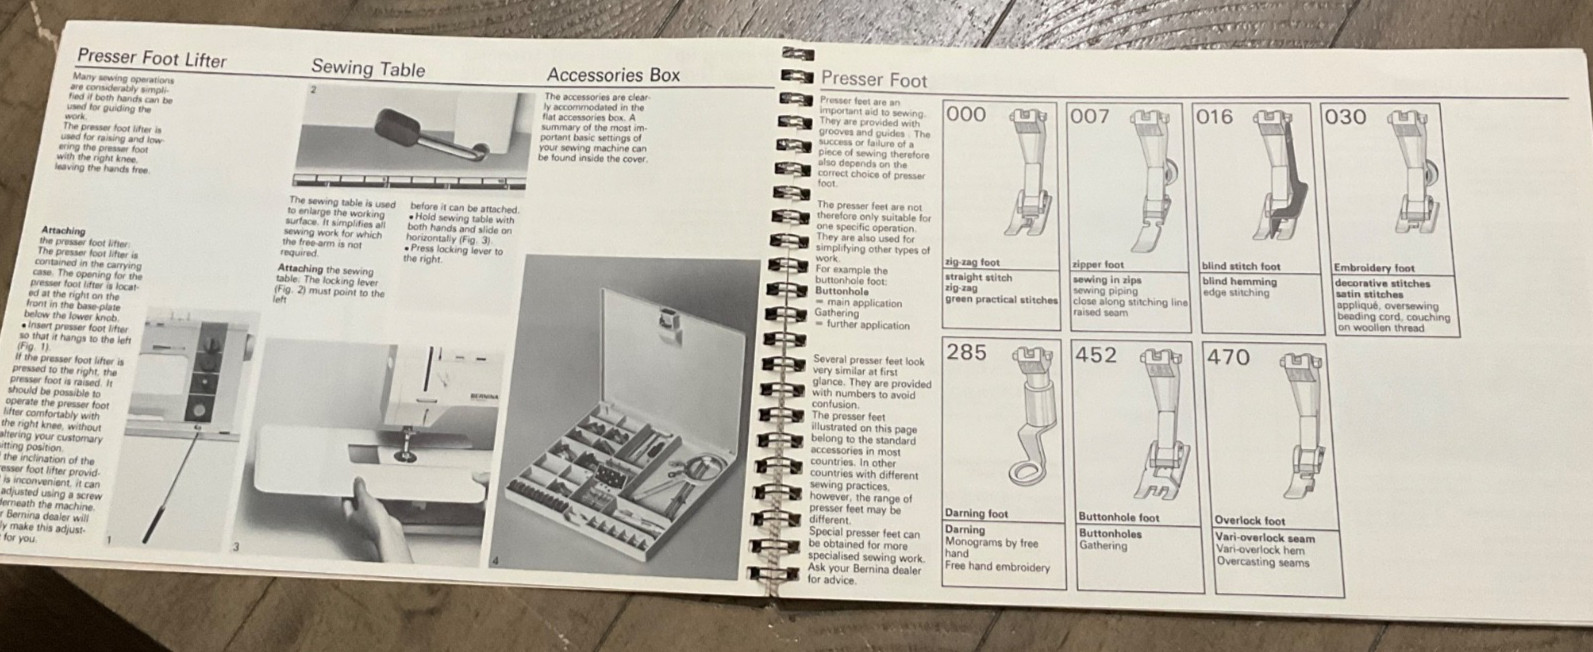 Presser Foot Lifter
Many sewing operations
are considerably simpli-
fied if both hands can be
used for guiding the
work.
The presser foot lifter is
used for raising and low-
ering the presser foot
with the right knee,
leaving the hands free.
Attaching
the presser foot lifter:
The presser foot lifter is
contained in the carrying
case. The opening for the
presser foot lifter is locat-
ed at the right on the
front in the base-plate
below the lower knob.
• Insert presser foot lifter
so that it hangs to the left
(Fig. 1).
If the presser foot lifter is
pressed to the right, the
presser foot is raised. It
should be possible to
operate the presser foot
lifter comfortably with
the right knee, without
altering your customary
itting position.
the inclination of the
esser foot lifter provid-
is inconvenient, it can
adjusted using a screw
erneath the machine.
r Bernina dealer will
ly make this adjust-
for you.
1
Sewing Table
2
The sewing table is used
to enlarge the working
surface. It simplifies all
sewing work for which
the free-arm is not
required.
Attaching the sewing
table: The locking lever
(Fig. 2) must point to the
left
before it can be attached.
• Hold sewing table with
both hands and slide on
horizontally (Fig. 3).
• Press locking lever to
the right.
BERNINA
3
Accessories Box
The accessories are clear-
ly accommodated in the
flat accessories box. A
summary of the most im-
portant basic settings of
your sewing machine can
be found inside the cover.
4
Presser Foot
Presser feet are an
important aid to sewing.
They are provided with
grooves and guides. The
success or failure of a
piece of sewing therefore
also depends on the
correct choice of presser
foot.
The presser feet are not
therefore only suitable for
one specific operation.
They are also used for
simplifying other types of
work.
For example the
buttonhole foot:
Buttonhole
= main application
Gathering
= further application
Several presser feet look
very similar at first
glance. They are provided
with numbers to avoid
confusion.
The presser feet
illustrated on this page
belong to the standard
accessories in most
countries. In other
countries with different
sewing practices,
however, the range of
presser feet may be
different.
Special presser feet can
be obtained for more
specialised sewing work.
Ask your Bernina dealer
for advice.
000
zig-zag foot
straight stitch
zig-zag
green practical stitches
007
zipper foot
sewing in zips
sewing piping
close along stitching line
raised seam
016
blind stitch foot
blind hemming
edge stitching
030
Embroidery foot
decorative stitches
satin stitches
appliqué, oversewing
beading cord, couching
on woollen thread
285
Darning foot
Darning
Monograms by free
hand
Free hand embroidery
452
Buttonhole foot
Buttonholes
Gathering
470
Overlock foot
Vari-overlock seam
Vari-overlock hem
Overcasting seams